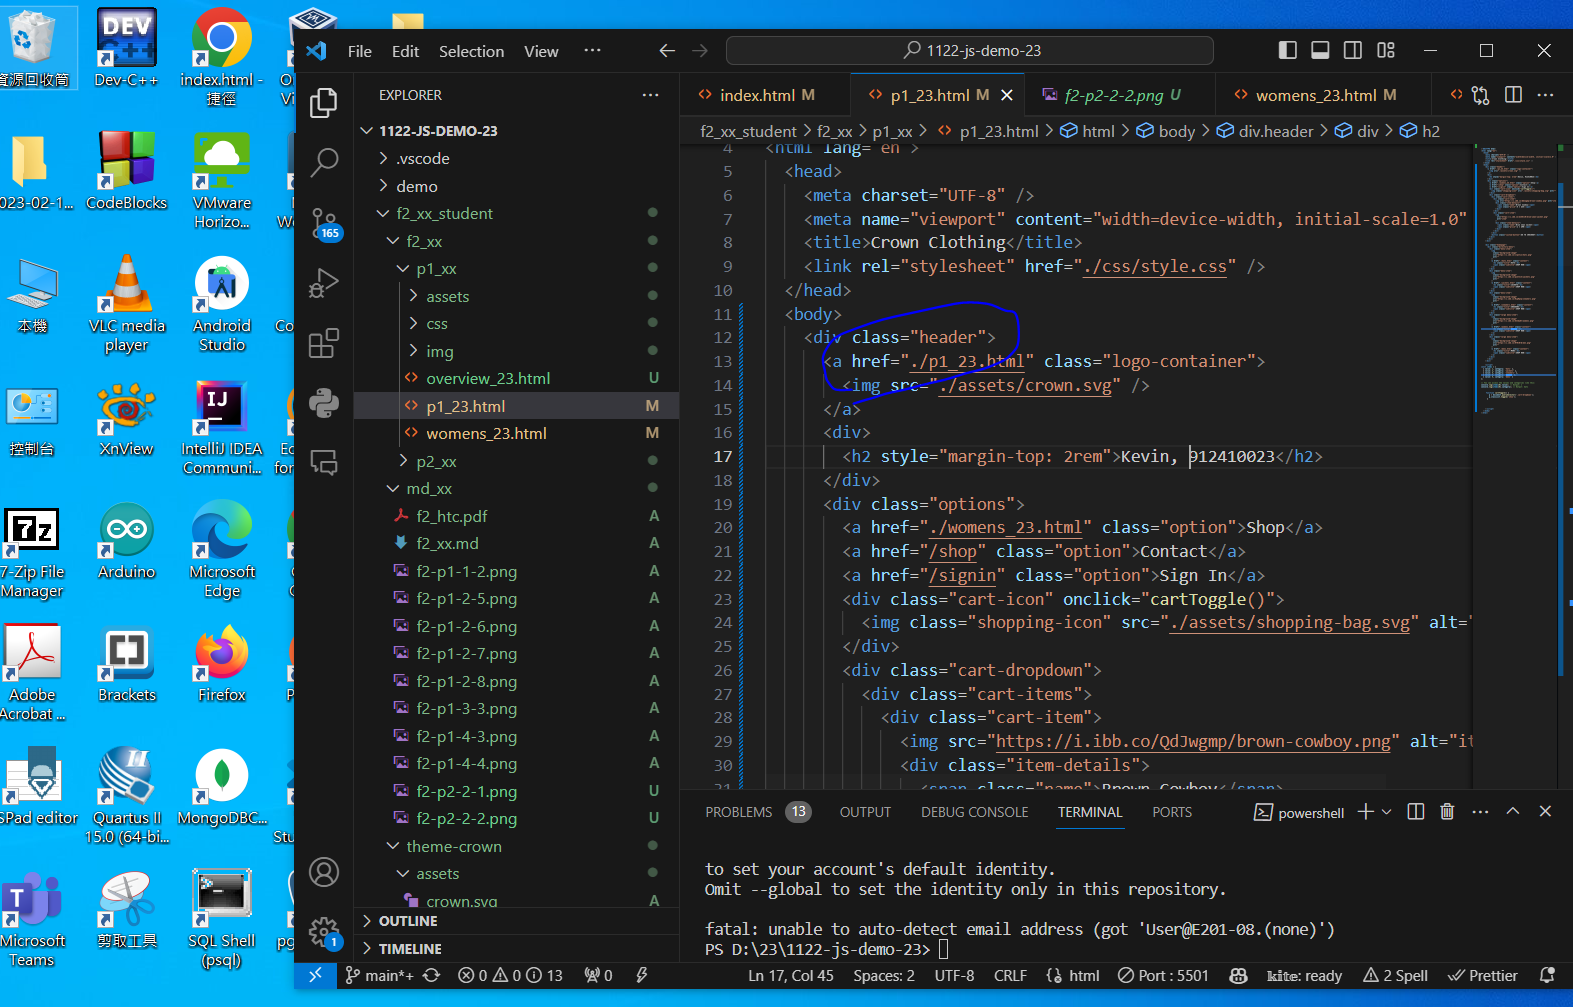 資源回收筒
Dev-C++
index.html -
捷徑
023-02-1...
CodeBlocks
VMware
Horizo...
本機
VLC media
player
Android
Studio
控制台
XnView
IntelliJ IDEA
Communi...
7-Zip File
Manager
Arduino
Microsoft
Edge
Adobe
Acrobat ...
Brackets
Firefox
SPad editor
Quartus II
15.0 (64-bi...
MongoDBC...
Microsoft
Teams
剪取工具
SQL Shell
(psql)
File Edit Selection View ···
1122-js-demo-23
EXPLORER ···
1122-JS-DEMO-23
.vscode
demo
f2_xx_student
f2_xx
p1_xx
assets
css
img
overview_23.html U
p1_23.html M
womens_23.html M
p2_xx
md_xx
f2_htc.pdf A
f2_xx.md A
f2-p1-1-2.png A
f2-p1-2-5.png A
f2-p1-2-6.png A
f2-p1-2-7.png A
f2-p1-2-8.png A
f2-p1-3-3.png A
f2-p1-4-3.png A
f2-p1-4-4.png A
f2-p2-2-1.png U
f2-p2-2-2.png U
theme-crown
assets
crown.svg A
OUTLINE
TIMELINE
165
1
index.html M p1_23.html M f2-p2-2-2.png U womens_23.html M
f2_xx_student > f2_xx > p1_xx > p1_23.html > html > body > div.header > div > h2
4 <html lang="en">
5 <head>
6 <meta charset="UTF-8" />
7 <meta name="viewport" content="width=device-width, initial-scale=1.0"
8 <title>Crown Clothing</title>
9 <link rel="stylesheet" href="./css/style.css" />
10 </head>
11 <body>
12 <div class="header">
13 <a href="./p1_23.html" class="logo-container">
14 <img src="./assets/crown.svg" />
15 </a>
16 <div>
17 <h2 style="margin-top: 2rem">Kevin, 912410023</h2>
18 </div>
19 <div class="options">
20 <a href="./womens_23.html" class="option">Shop</a>
21 <a href="/shop" class="option">Contact</a>
22 <a href="/signin" class="option">Sign In</a>
23 <div class="cart-icon" onclick="cartToggle()">
24 <img class="shopping-icon" src="./assets/shopping-bag.svg" alt="
25 </div>
26 <div class="cart-dropdown">
27 <div class="cart-items">
28 <div class="cart-item">
29 <img src="https://i.ibb.co/QdJwgmp/brown-cowboy.png" alt="it
30 <div class="item-details">
31 <span class="name">Brown Cowboy</span>
PROBLEMS 13 OUTPUT DEBUG CONSOLE TERMINAL PORTS powershell
to set your account's default identity.
Omit --global to set the identity only in this repository.
fatal: unable to auto-detect email address (got 'User@E201-08.(none)')
PS D:\23\1122-js-demo-23>
main*+ 0 0 13 0 Ln 17, Col 45 Spaces: 2 UTF-8 CRLF html Port : 5501 kite: ready 2 Spell Prettier